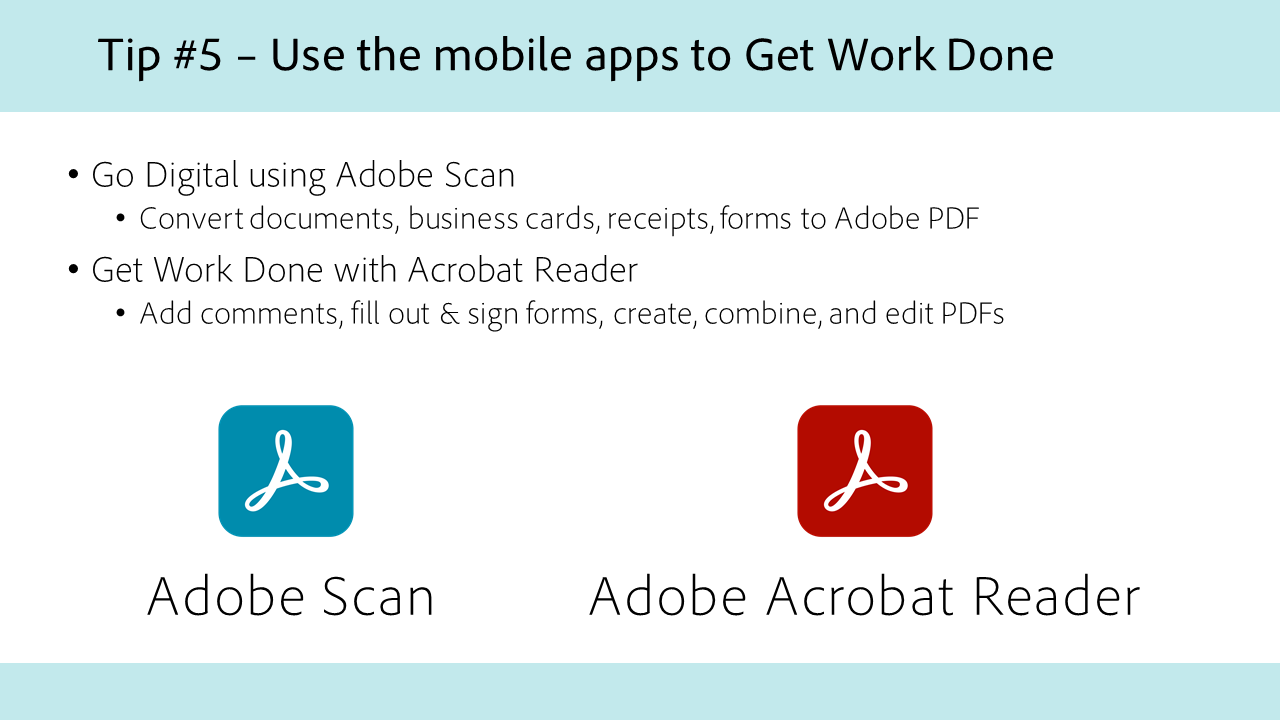 Tip #5 – Use the mobile apps to Get Work Done
• Go Digital using Adobe Scan
• Convert documents, business cards, receipts, forms to Adobe PDF
• Get Work Done with Acrobat Reader
• Add comments, fill out & sign forms, create, combine, and edit PDFs
Adobe Scan
Adobe Acrobat Reader